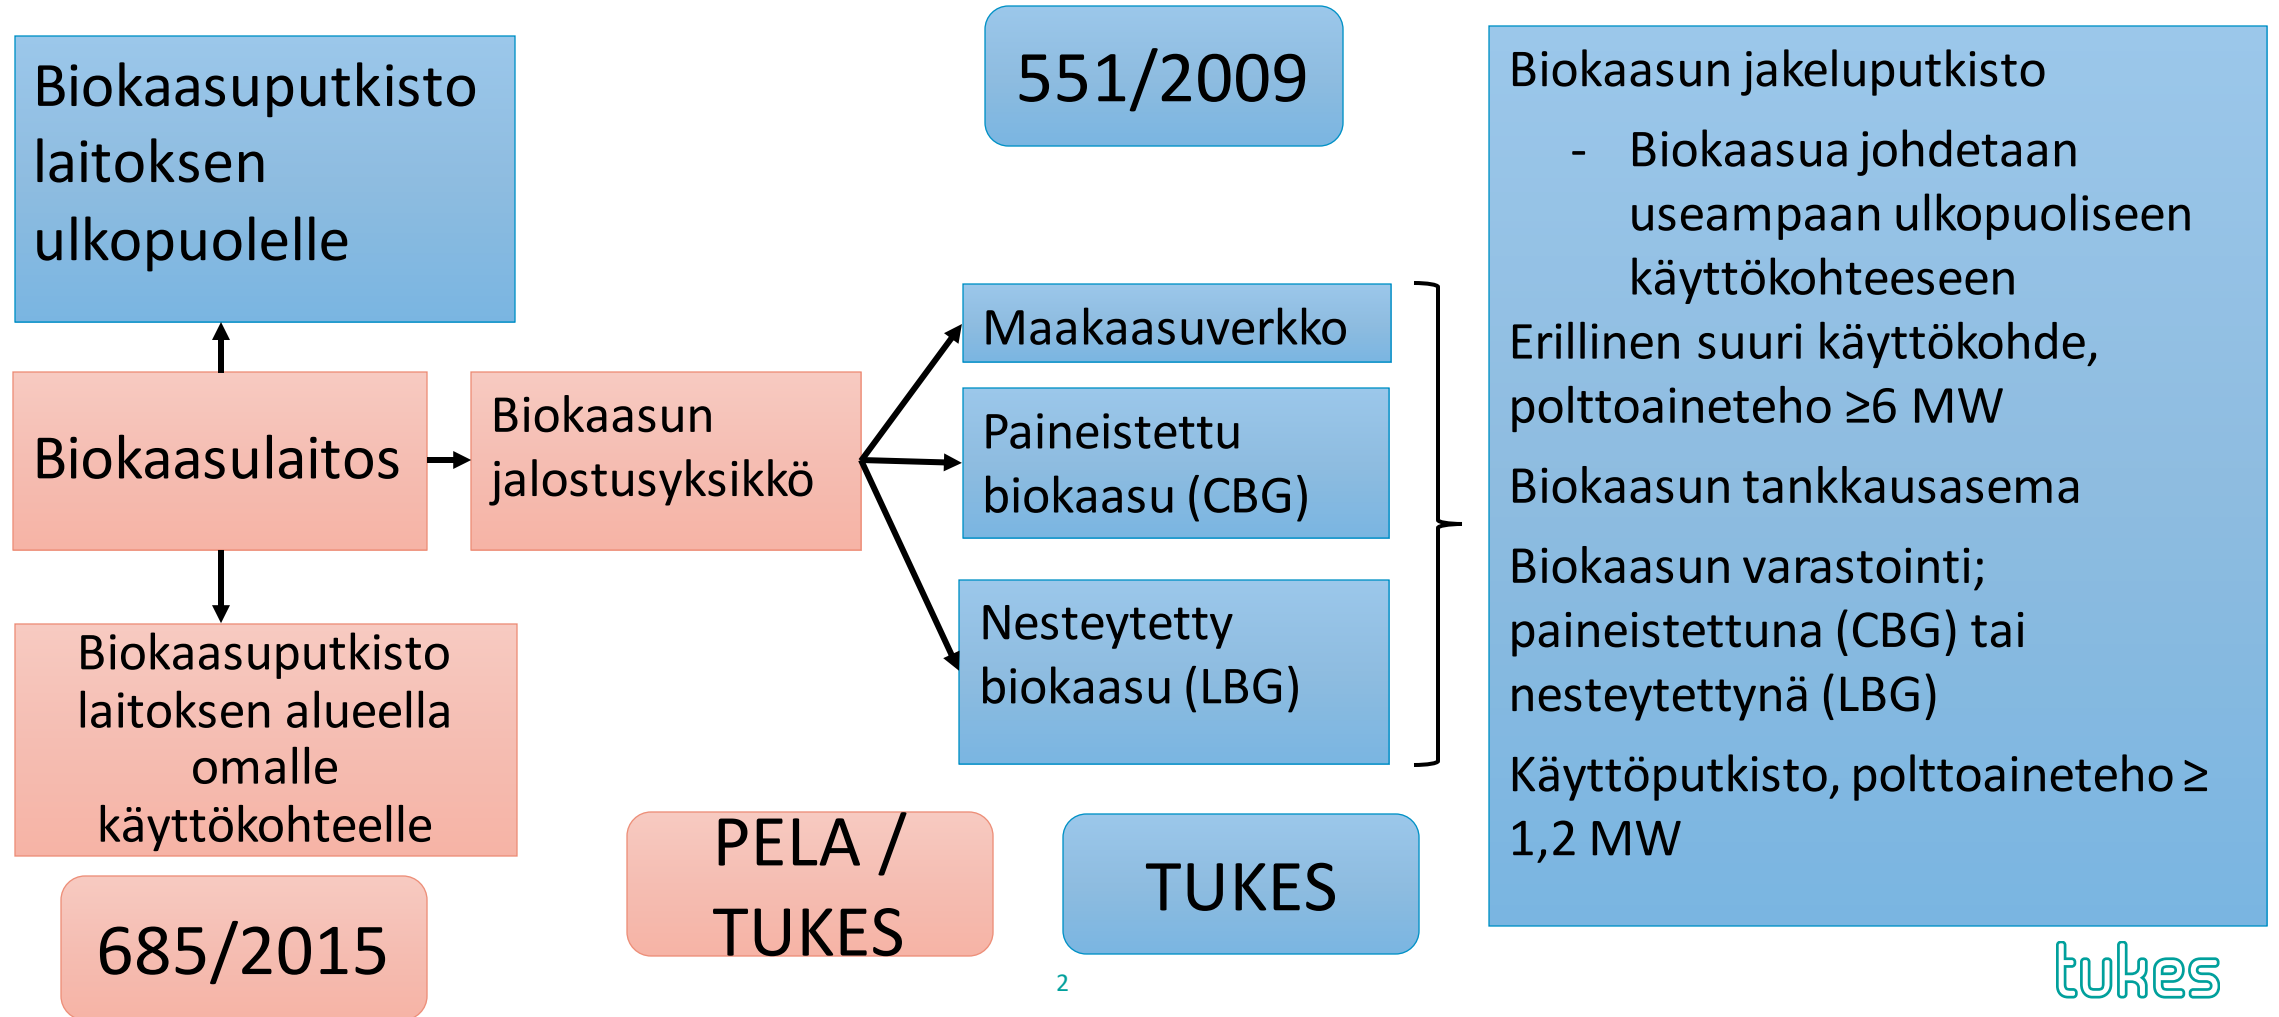 Biokaasuputkisto
laitoksen
ulkopuolelle
551/2009
Biokaasulaitos
Biokaasun
jalostusyksikkö
Maakaasuverkko
Paineistettu
biokaasu (CBG)
Nesteytetty
biokaasu (LBG)
Biokaasuputkisto
laitoksen alueella
omalle
käyttökohteelle
685/2015
PELA /
TUKES
TUKES
Biokaasun jakeluputkisto
- Biokaasua johdetaan
useampaan ulkopuoliseen
käyttökohteeseen
Erillinen suuri käyttökohde,
polttoaineteho ≥6 MW
Biokaasun tankkausasema
Biokaasun varastointi;
paineistettuna (CBG) tai
nesteytettynä (LBG)
Käyttöputkisto, polttoaineteho ≥
1,2 MW
2
tukes